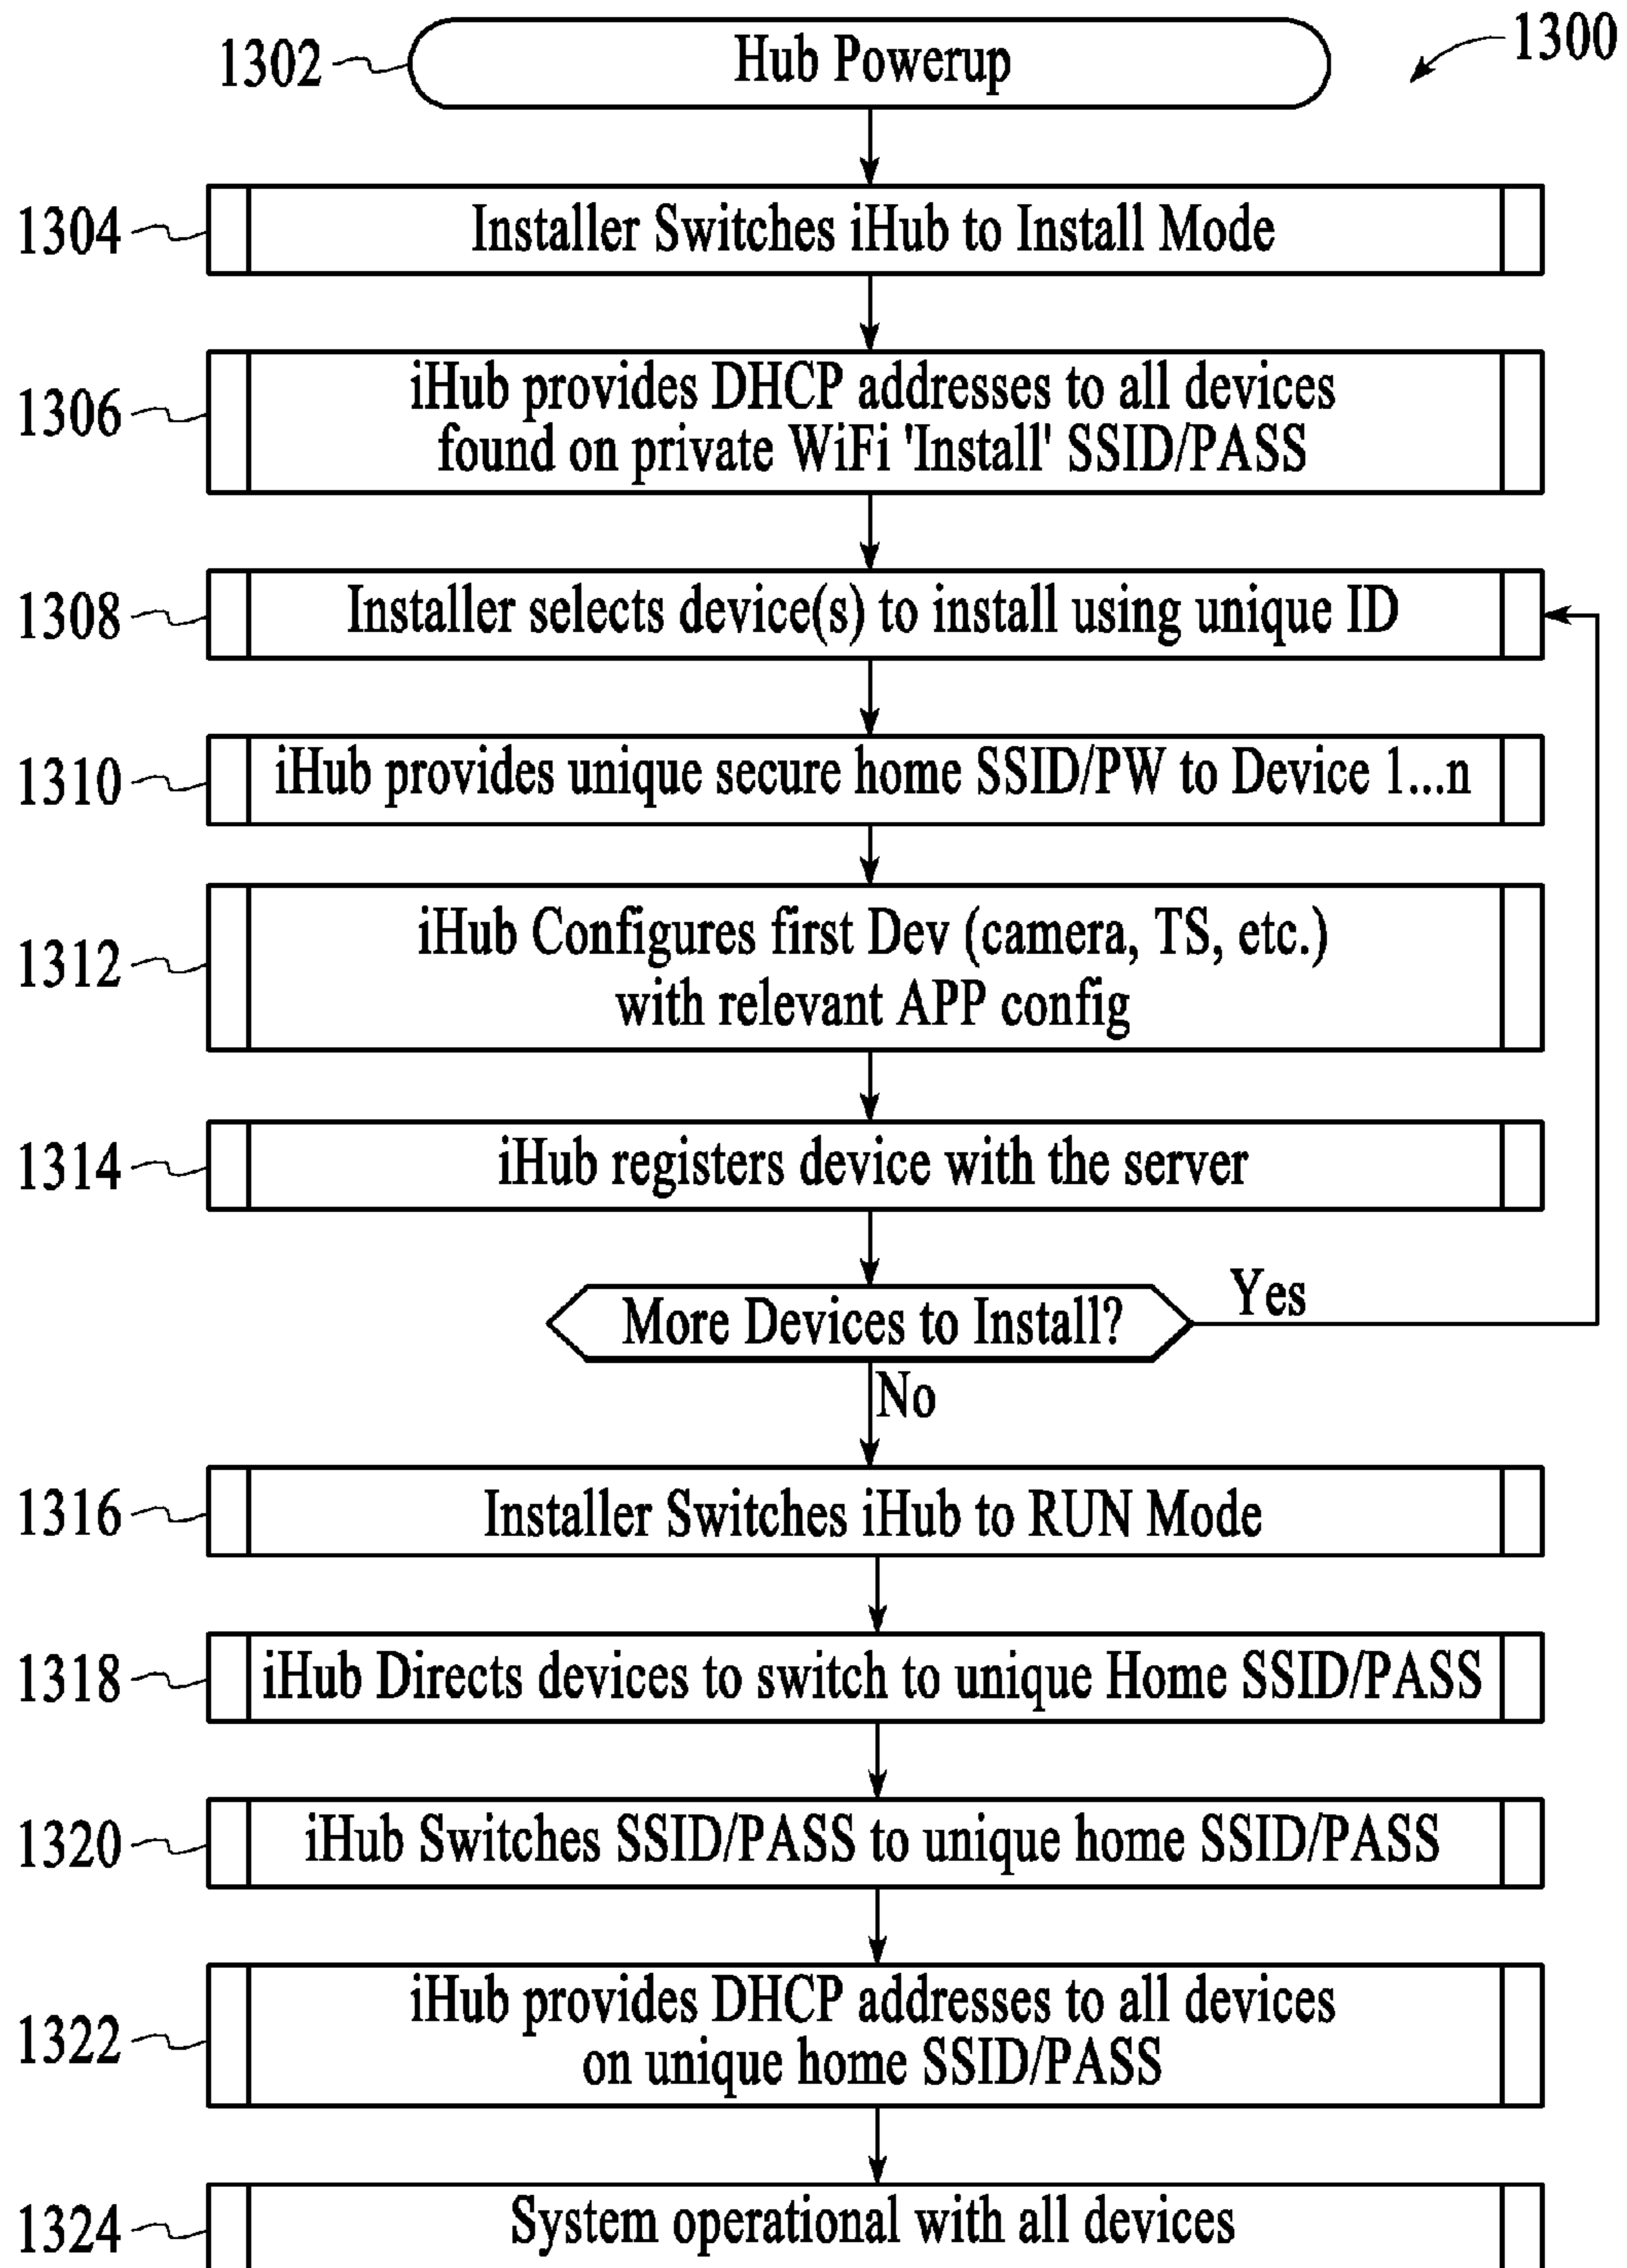 1300
1302
Hub Powerup
1304
Installer Switches iHub to Install Mode
1306
iHub provides DHCP addresses to all devices
found on private WiFi 'Install' SSID/PASS
1308
Installer selects device(s) to install using unique ID
1310
iHub provides unique secure home SSID/PW to Device 1...n
1312
iHub Configures first Dev (camera, TS, etc.)
with relevant APP config
1314
iHub registers device with the server
More Devices to Install?
Yes
No
1316
Installer Switches iHub to RUN Mode
1318
iHub Directs devices to switch to unique Home SSID/PASS
1320
iHub Switches SSID/PASS to unique home SSID/PASS
1322
iHub provides DHCP addresses to all devices
on unique home SSID/PASS
1324
System operational with all devices